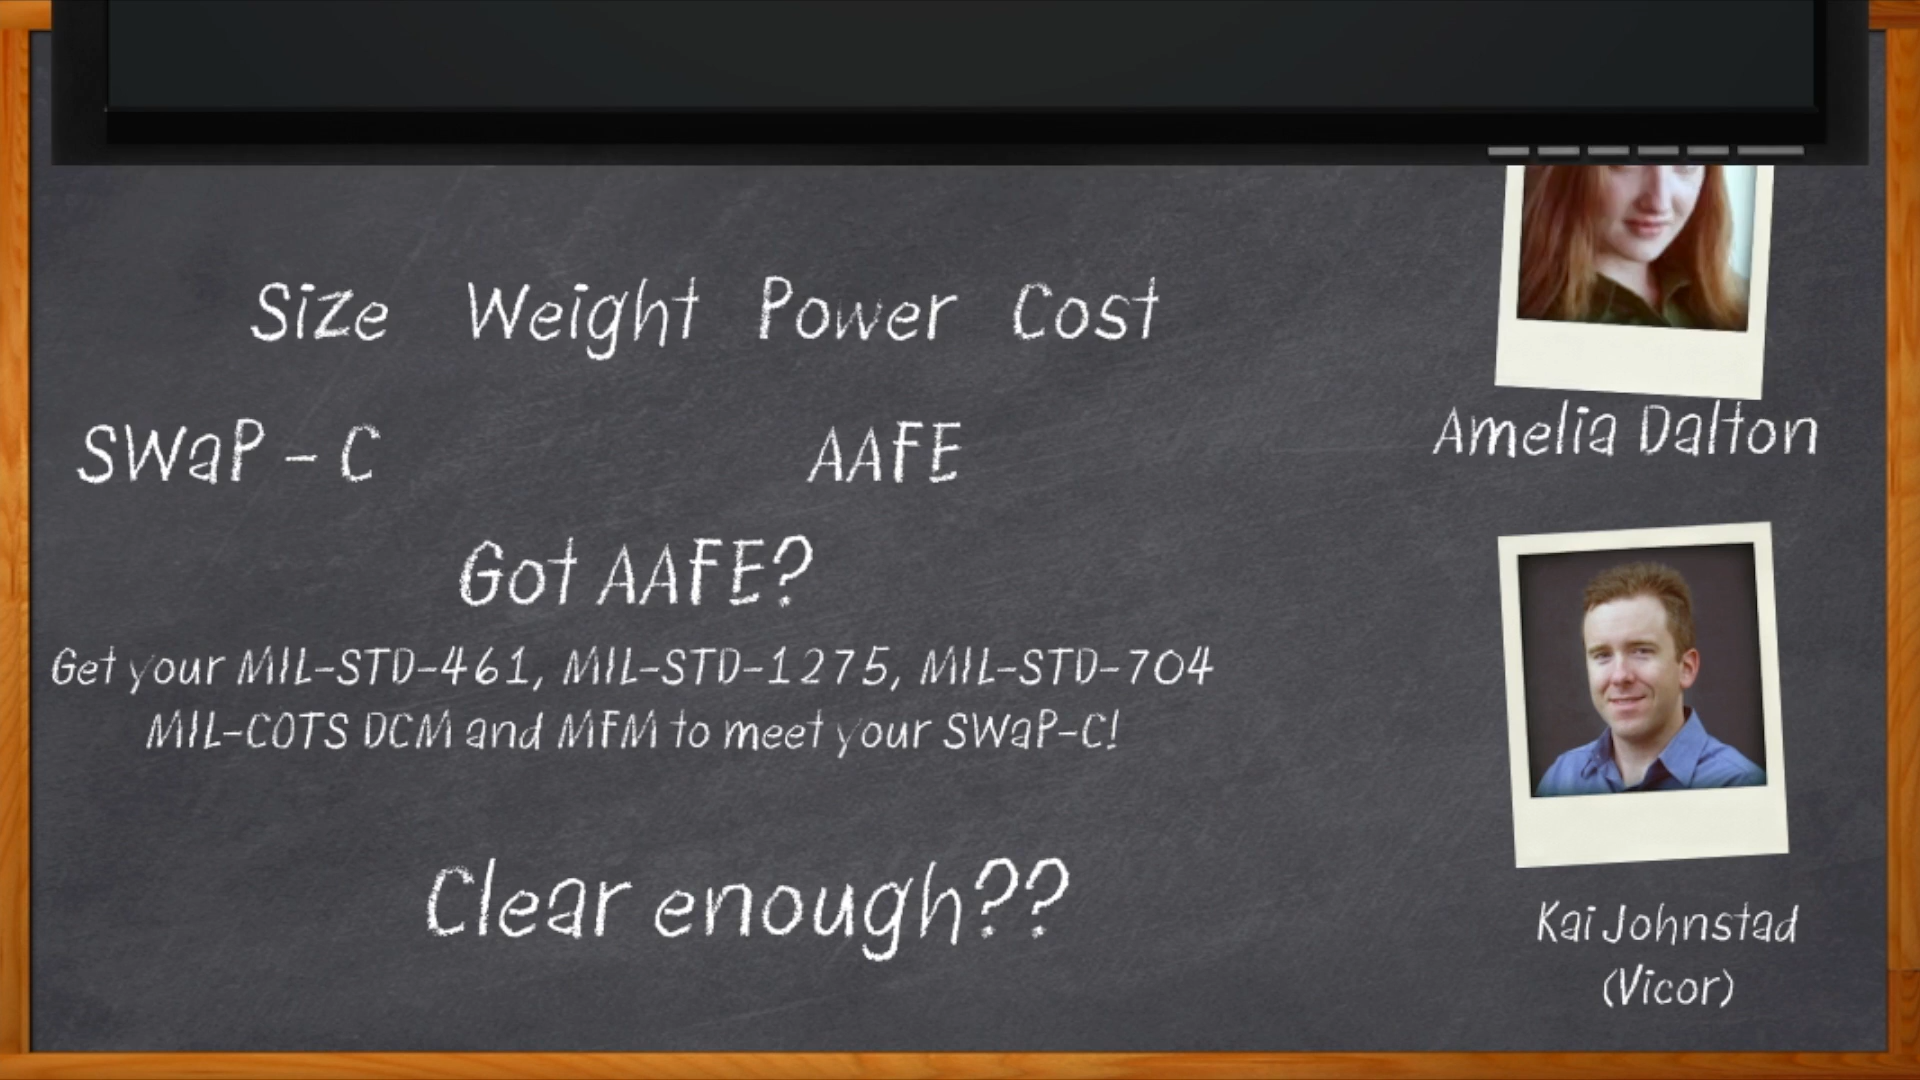 Size Weight Power Cost
SWaP - C AAFE
Got AAFE?
Get your MIL-STD-461, MIL-STD-1275, MIL-STD-704
MIL-COTS DCM and MFM to meet your SWaP-C!
Clear enough??
Amelia Dalton
Kai Johnstad
(Vicor)